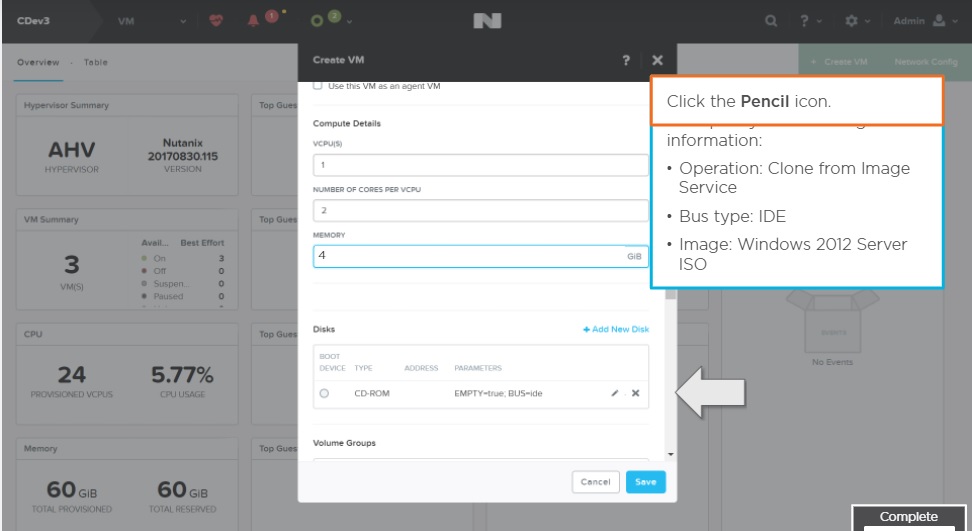 CDev3
VM
1
2
?
Admin
Overview · Table
+ Create VM
Network Config
Hypervisor Summary
AHV
HYPERVISOR
Nutanix
20170830.115
VERSION
Top Gues
VM Summary
3
VM(S)
Avail... Best Effort
On 3
Off 0
Suspen... 0
Paused 0
Top Gues
CPU
24
PROVISIONED VCPUS
5.77%
CPU USAGE
Top Gues
Memory
60 GiB
TOTAL PROVISIONED
60 GiB
TOTAL RESERVED
Top Gues
Create VM
?
Use this VM as an agent VM
Compute Details
VCPU(S)
1
NUMBER OF CORES PER VCPU
2
MEMORY
4 GiB
Disks
+ Add New Disk
BOOT
DEVICE TYPE ADDRESS PARAMETERS
CD-ROM EMPTY=true; BUS=ide
Volume Groups
Cancel
Save
Click the Pencil icon.
information:
• Operation: Clone from Image
Service
• Bus type: IDE
• Image: Windows 2012 Server
ISO
EVENTS
No Events
Complete